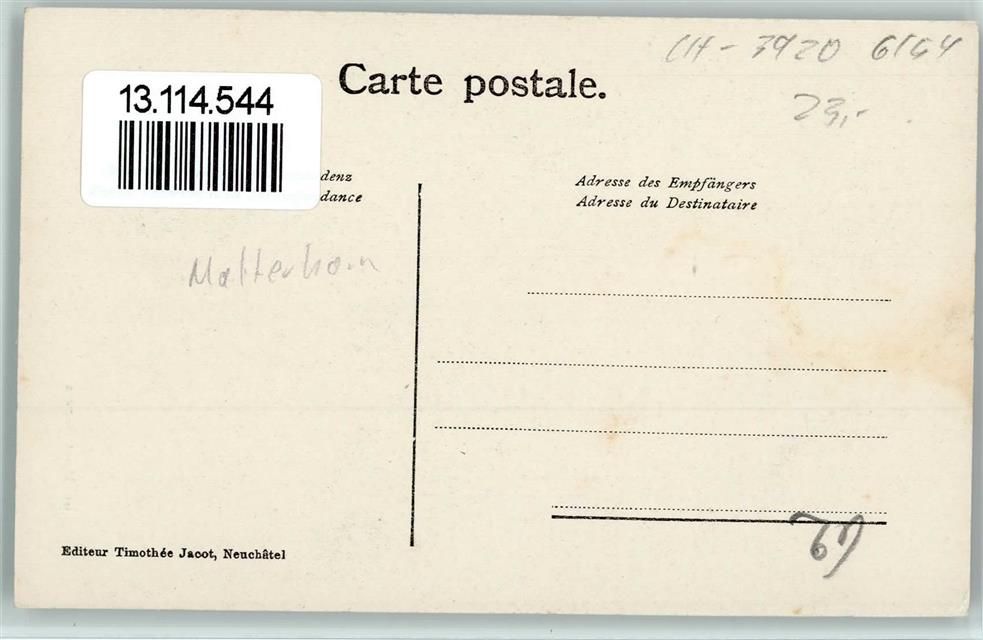 CH - 3920 6164
Carte postale.
13.114.544
23,-
denz
dance
Adresse des Empfängers
Adresse du Destinataire
Matterhorn
Editeur Timothée Jacot, Neuchâtel